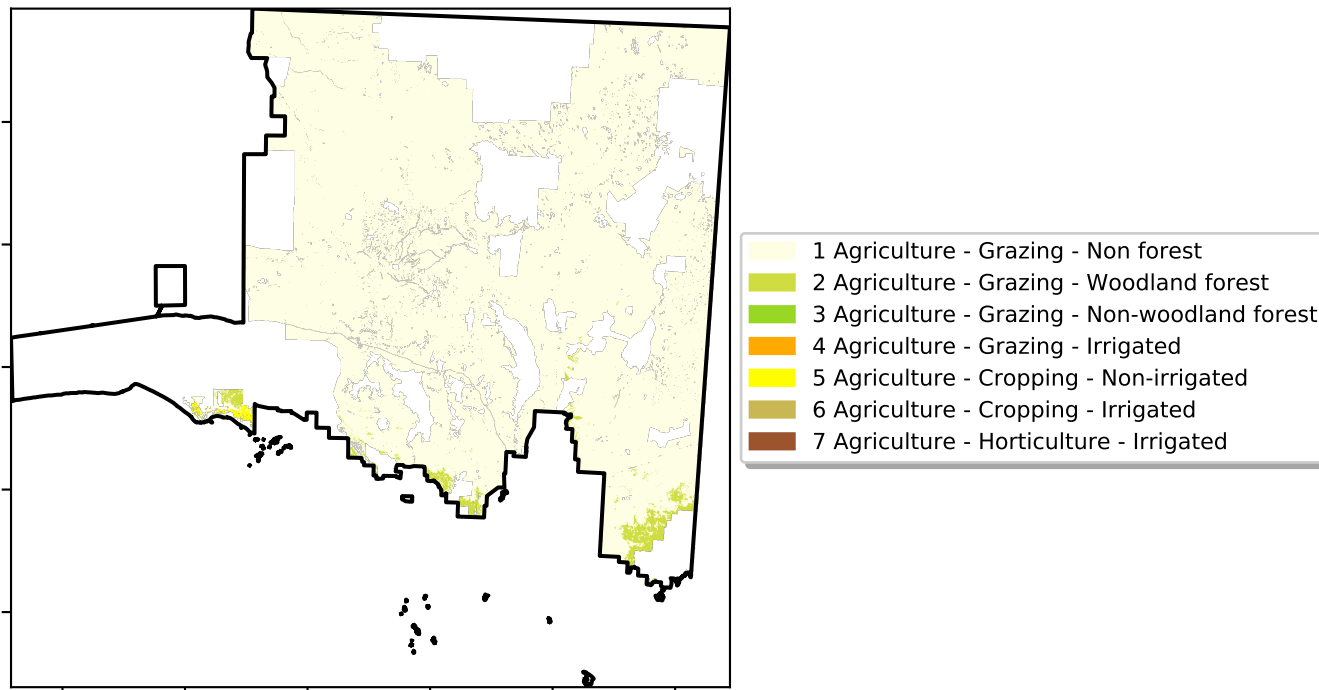 1 Agriculture - Grazing - Non forest
2 Agriculture - Grazing - Woodland forest
3 Agriculture - Grazing - Non-woodland forest
4 Agriculture - Grazing - Irrigated
5 Agriculture - Cropping - Non-irrigated
6 Agriculture - Cropping - Irrigated
7 Agriculture - Horticulture - Irrigated